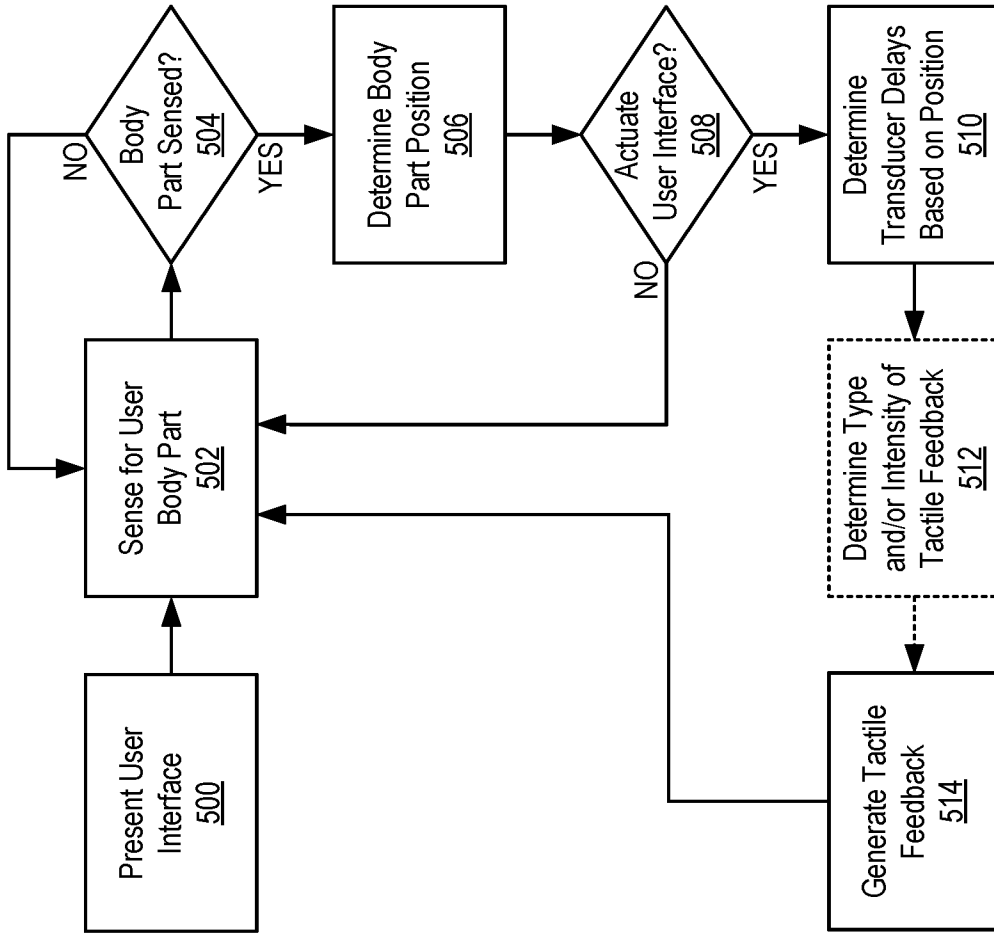 Present User
Interface
500
Sense for User
Body Part
502
Body
Part Sensed?
504
NO
YES
Determine Body
Part Position
506
Actuate
User Interface?
508
NO
YES
Determine
Transducer Delays
Based on Position
510
Determine Type
and/or Intensity of
Tactile Feedback
512
Generate Tactile
Feedback
514